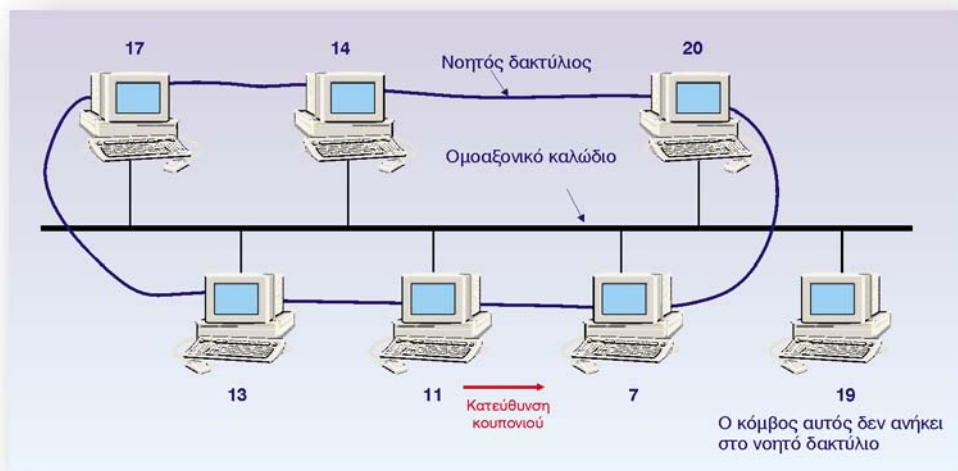 17
14
20
Νοητός δακτύλιος
Ομοαξονικό καλώδιο
13
11
7
19
Κατεύθυνση
κουπονιού
Ο κόμβος αυτός δεν ανήκει
στο νοητό δακτύλιο